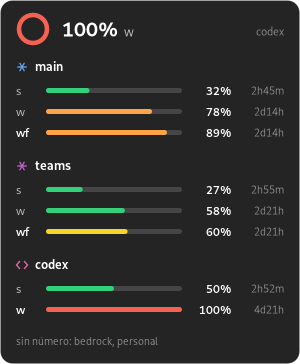 100% w codex
main
s 32% 2h45m
w 78% 2d14h
wf 89% 2d14h
teams
s 27% 2h55m
w 58% 2d21h
wf 60% 2d21h
codex
s 50% 2h52m
w 100% 4d21h
sin número: bedrock, personal